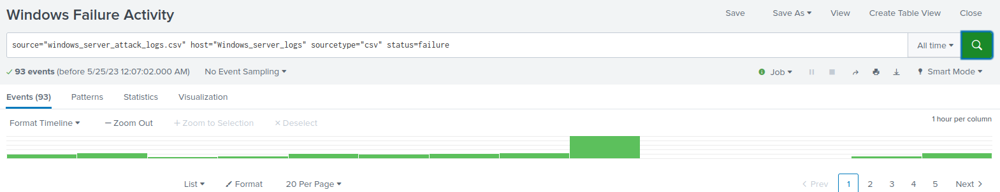 Windows Failure Activity
Save Save As View Create Table View Close
source="windows_server_attack_logs.csv" host="Windows_server_logs" sourcetype="csv" status=failure
All time
93 events (before 5/25/23 12:07:02.000 AM) No Event Sampling
Job Smart Mode
Events (93) Patterns Statistics Visualization
Format Timeline — Zoom Out + Zoom to Selection × Deselect
1 hour per column
List Format 20 Per Page
< Prev 1 2 3 4 5 Next >